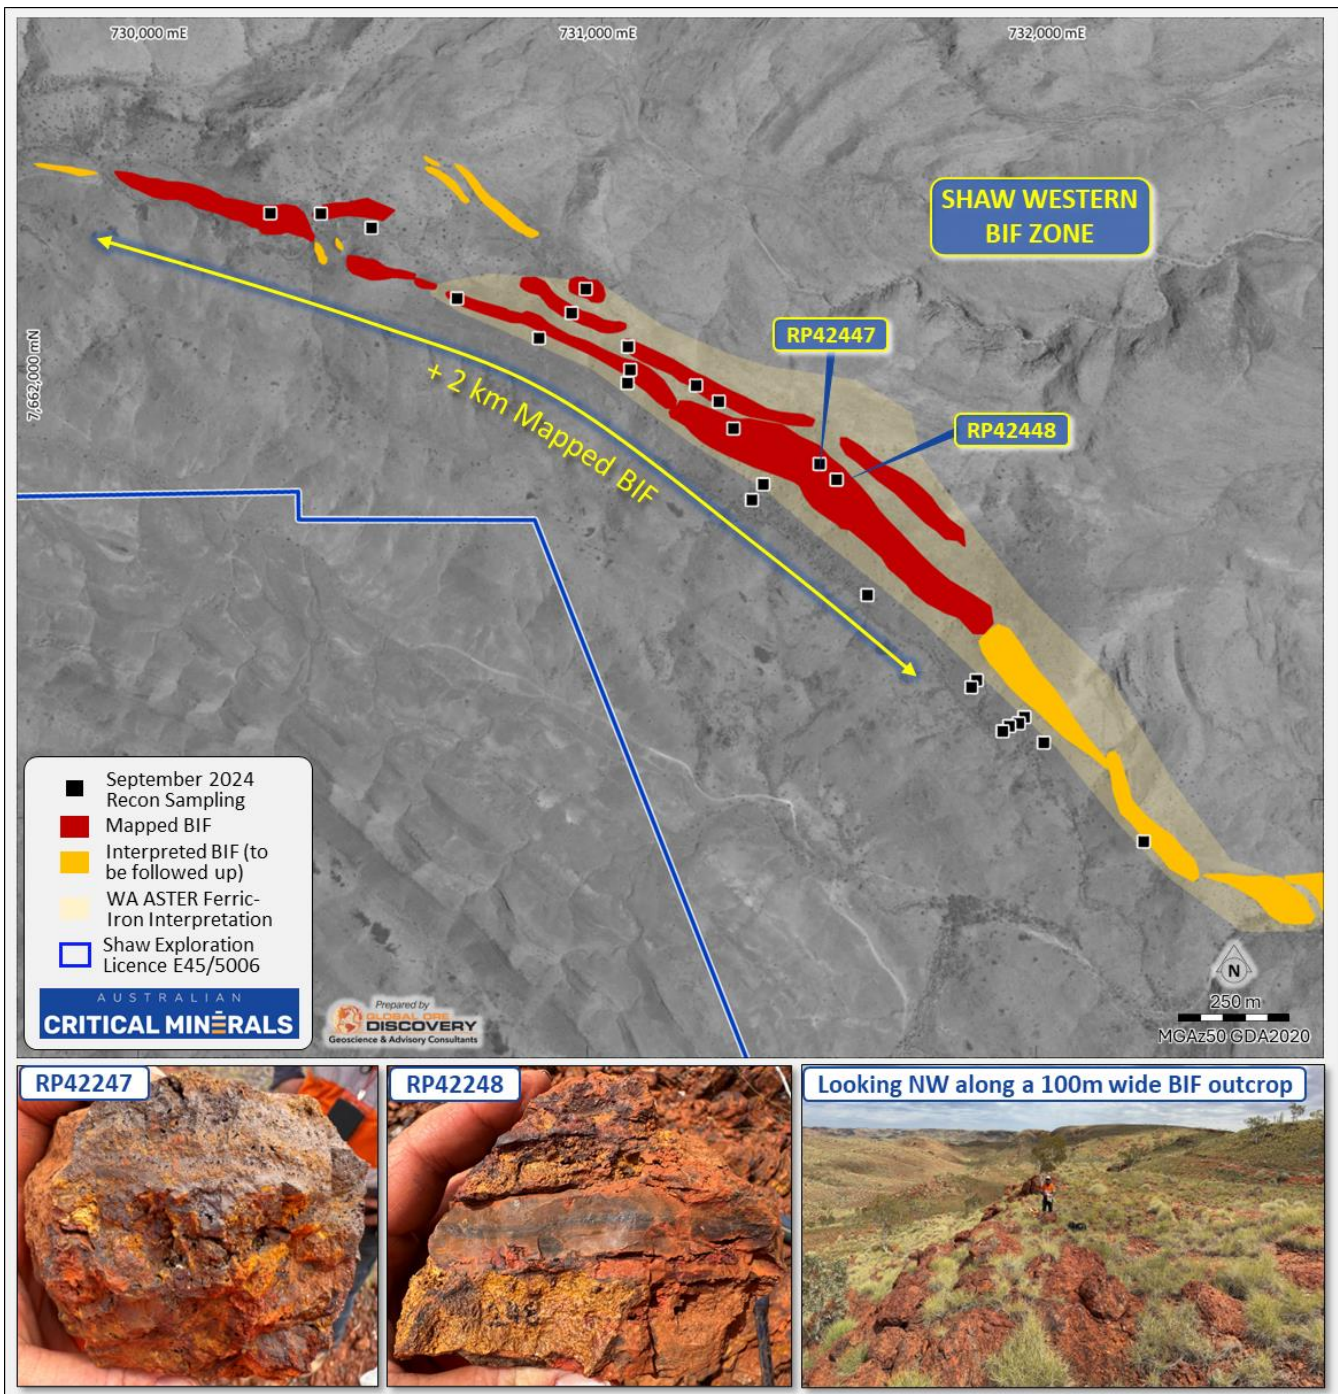 730,000 mE
731,000 mE
732,000 mE
7,662,000 mN
SHAW WESTERN
BIF ZONE
RP42447
RP42448
+ 2 km Mapped BIF
September 2024
Recon Sampling
Mapped BIF
Interpreted BIF (to
be followed up)
WA ASTER Ferric-
Iron Interpretation
Shaw Exploration
Licence E45/5006
AUSTRALIAN
CRITICAL MINERALS
Prepared by
GLOBAL ORE
DISCOVERY
Geoscience & Advisory Consultants
N
250 m
MGAz50 GDA2020
RP42247
RP42248
Looking NW along a 100m wide BIF outcrop